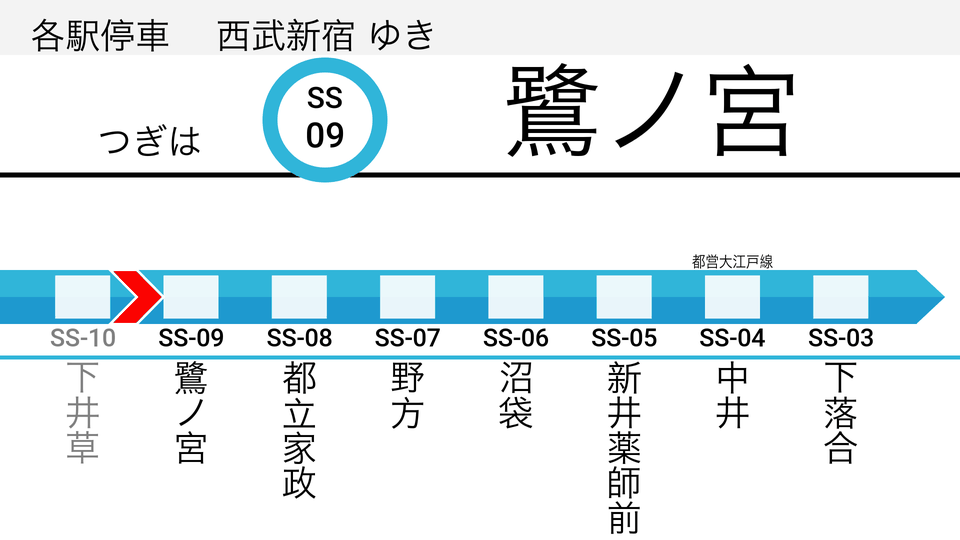 各駅停車 西武新宿 ゆき
つぎは
SS
09
鷺ノ宮
都営大江戸線
SS-10 SS-09 SS-08 SS-07 SS-06 SS-05 SS-04 SS-03
下井草
鷺ノ宮
都立家政
野方
沼袋
新井薬師前
中井
下落合